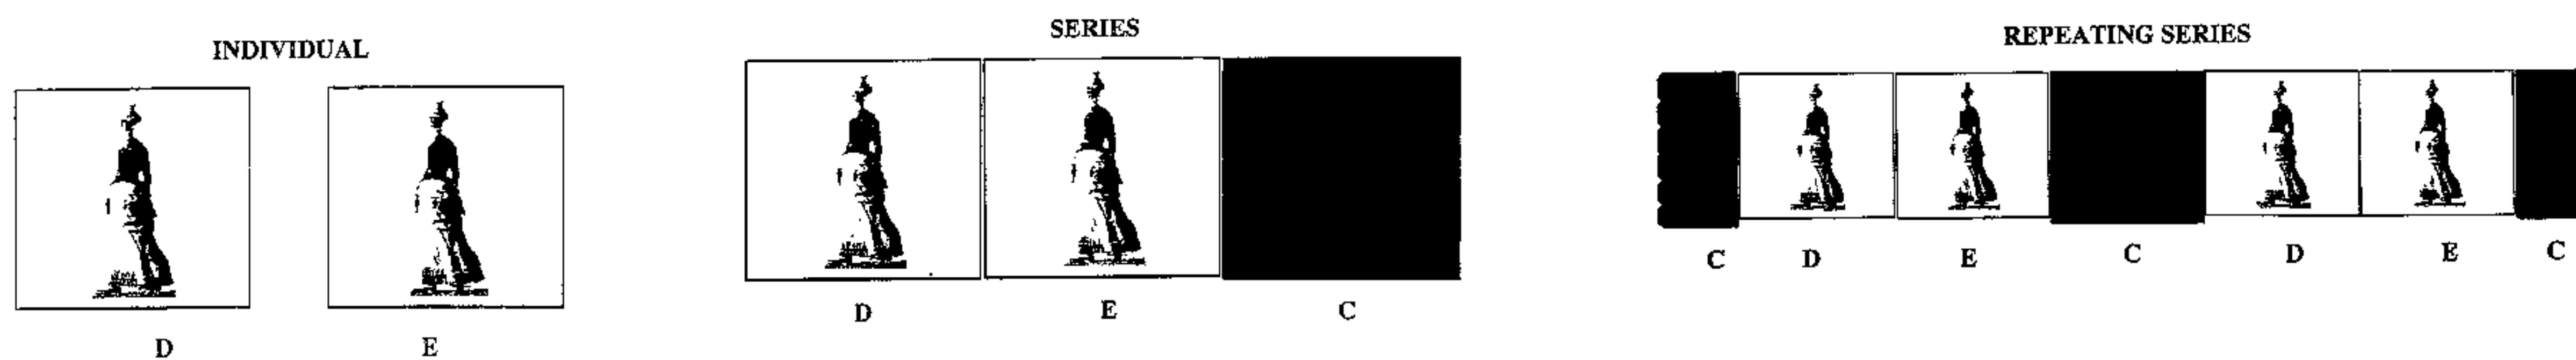 INDIVIDUAL
D E
SERIES
D E C
REPEATING SERIES
C D E C D E C